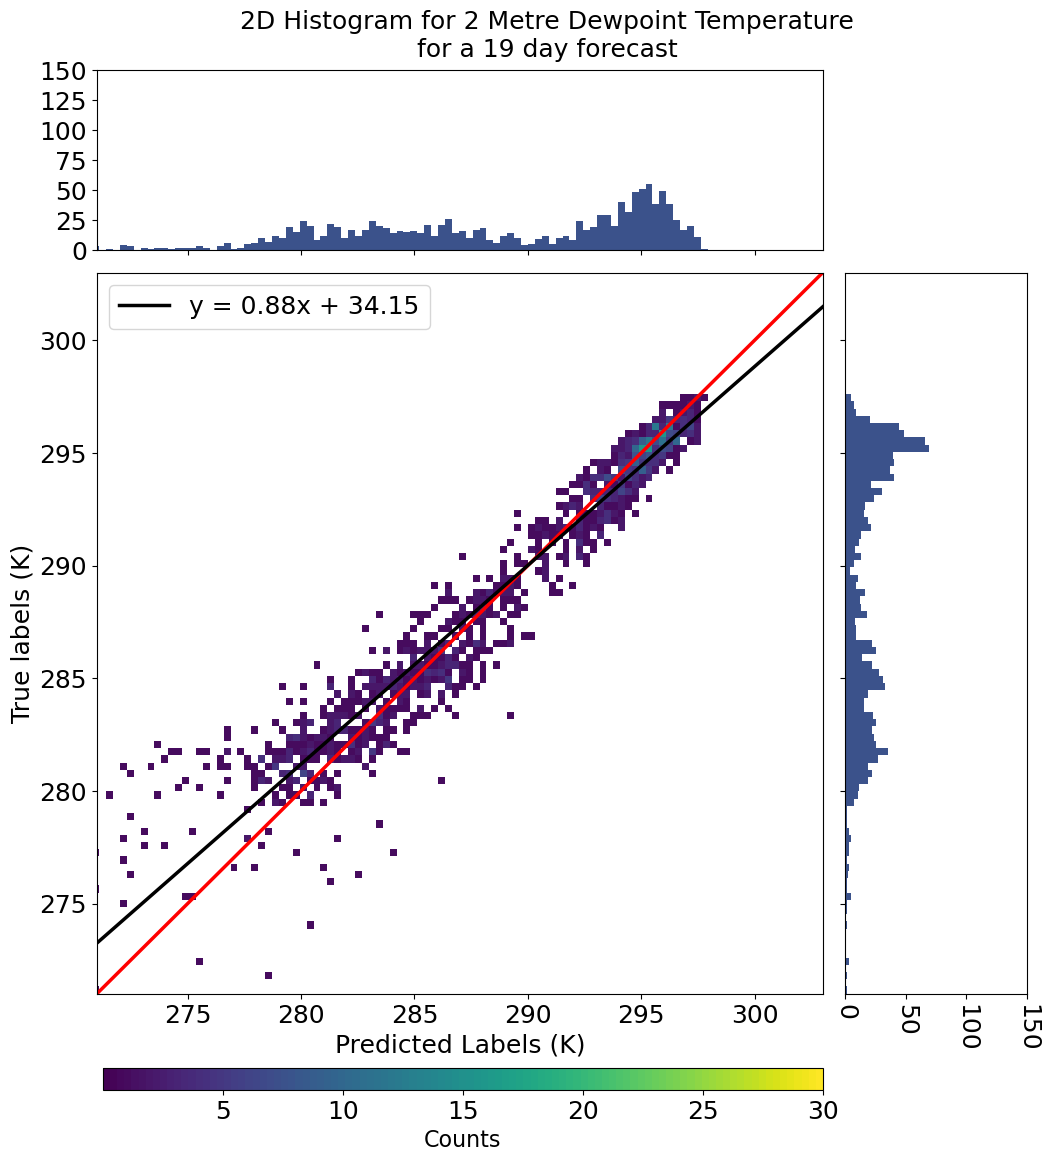 2D Histogram for 2 Metre Dewpoint Temperature
for a 19 day forecast
150
125
100
75
50
25
0
y = 0.88x + 34.15
300
295
290
285
280
275
True labels (K)
275 280 285 290 295 300
Predicted Labels (K)
0 50 100 150
5 10 15 20 25 30
Counts